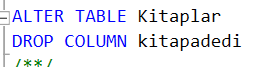 ALTER TABLE Kitaplar
DROP COLUMN kitapadedi
/**/